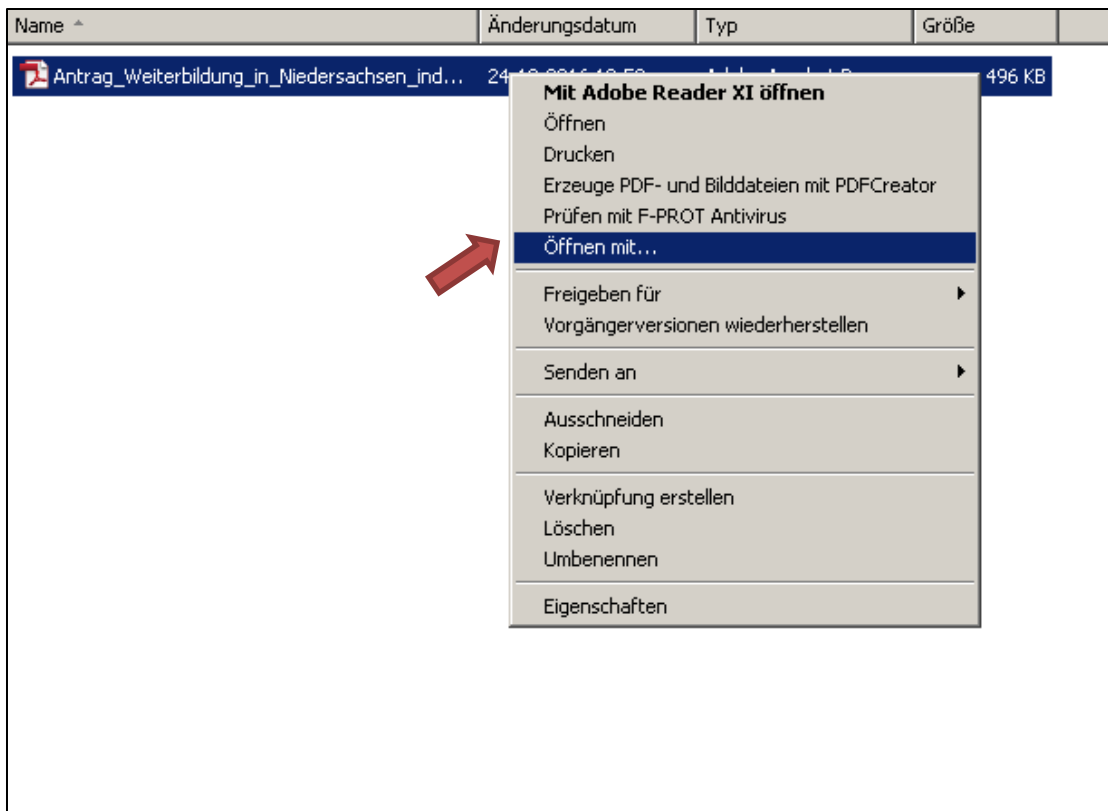 Name Änderungsdatum Typ Größe
Antrag_Weiterbildung_in_Niedersachsen_ind... 496 KB
Mit Adobe Reader XI öffnen
Öffnen
Drucken
Erzeuge PDF- und Bilddateien mit PDFCreator
Prüfen mit F-PROT Antivirus
Öffnen mit...
Freigeben für
Vorgängerversionen wiederherstellen
Senden an
Ausschneiden
Kopieren
Verknüpfung erstellen
Löschen
Umbenennen
Eigenschaften